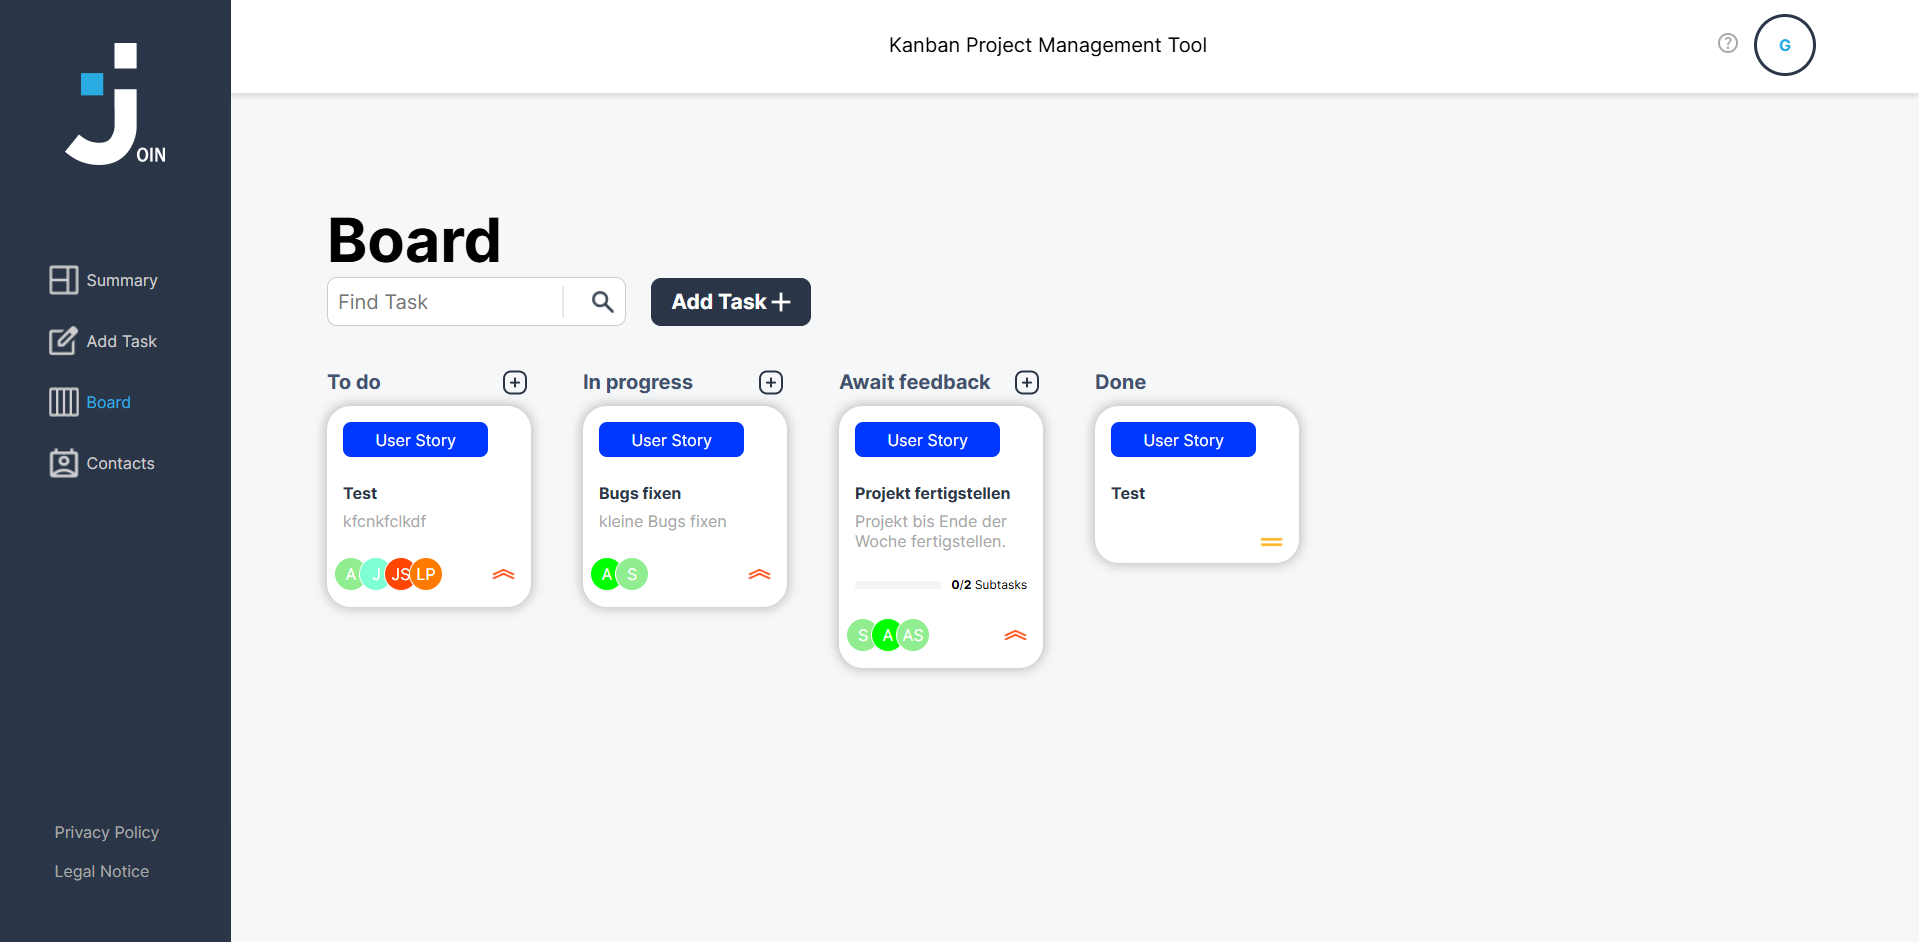 Kanban Project Management Tool
G
OIN
Summary
Add Task
Board
Contacts
Privacy Policy
Legal Notice
Board
Find Task
Add Task
To do
User Story
Test
kfcnkfclkdf
A
J
JS
LP
In progress
User Story
Bugs fixen
kleine Bugs fixen
A
S
Await feedback
User Story
Projekt fertigstellen
Projekt bis Ende der
Woche fertigstellen.
0/2 Subtasks
S
A
AS
Done
User Story
Test